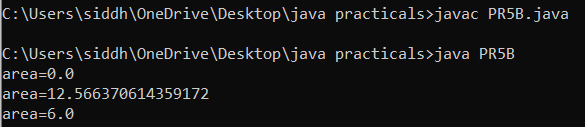 C:\Users\siddh\OneDrive\Desktop\java practicals>javac PR5B.java
C:\Users\siddh\OneDrive\Desktop\java practicals>java PR5B
area=0.0
area=12.566370614359172
area=6.0